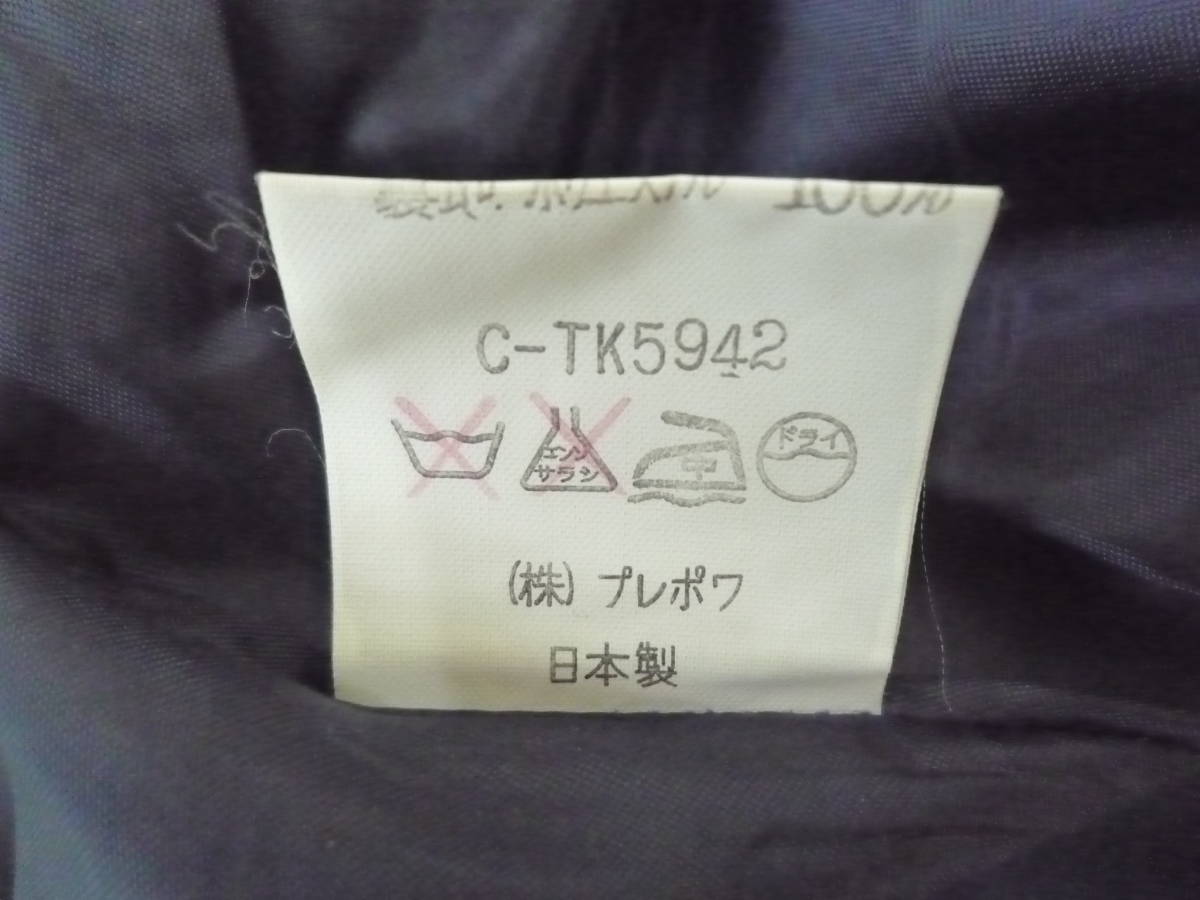 100%
C-TK5942
エンソ サラシ 中 ドライ
(株) プレポワ
日本製